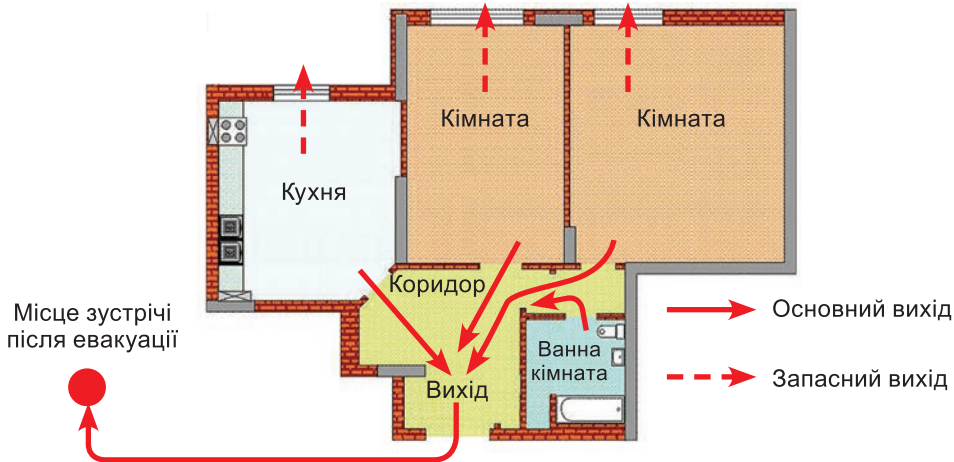 Кімната
Кімната
Кухня
Коридор
Місце зустрічі
після евакуації
Основний вихід
Ванна
кімната
Вихід
Запасний вихід